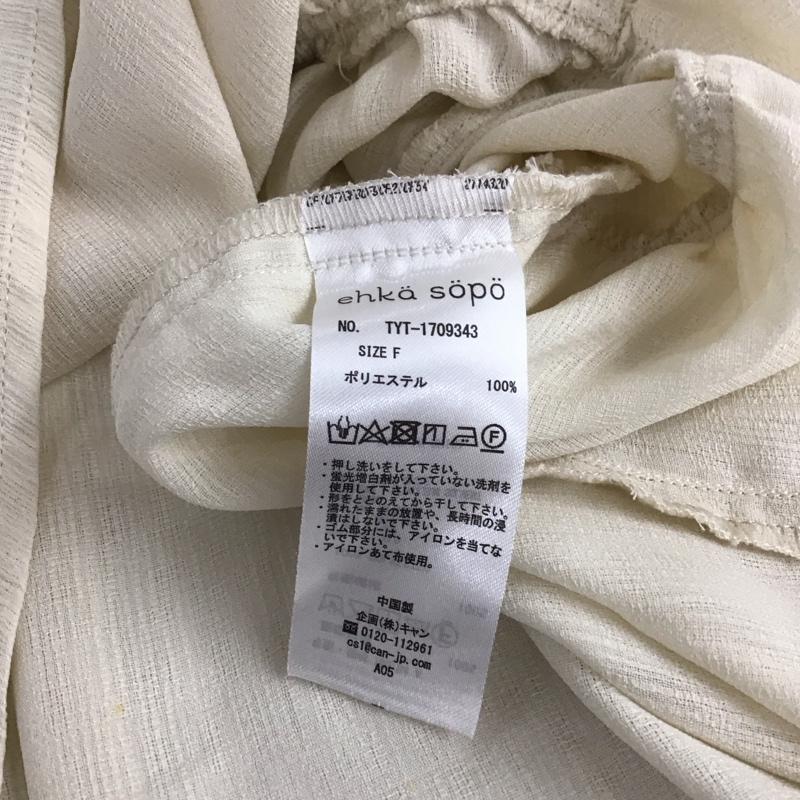 ehkä söpö
NO. TYT-1709343
SIZE F
ポリエステル 100%
・押し洗いをして下さい。
・蛍光増白剤が入っていない洗剤を
使用して下さい。
・形をととのえてから干して下さい。
・濡れたままの放置や、長時間の浸
漬はしないで下さい。
・ゴム部分には、アイロンを当てな
いで下さい。
・アイロンあて布使用。
中国製
企画(株)キャン
0120-112961
cs1@can-jp.com
A05